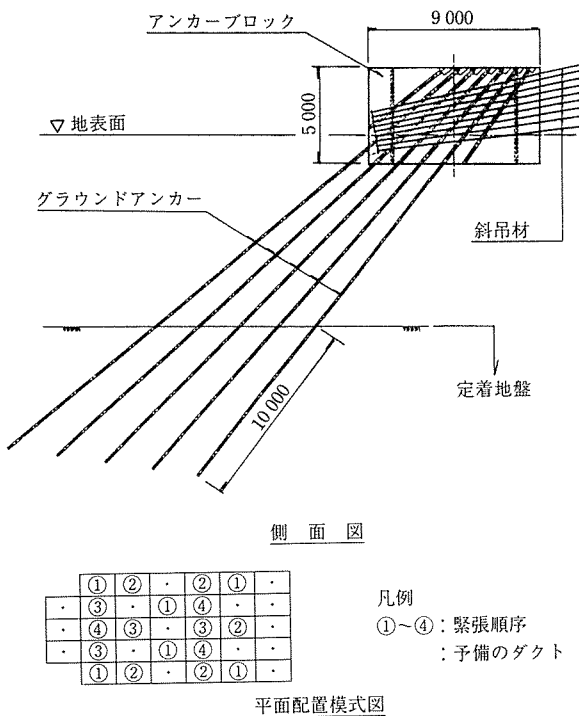 アンカーブロック
9 000
5 000
▽ 地表面
グラウンドアンカー
斜吊材
定着地盤
10 000
側面図
① ② ・ ② ① ・
・ ③ ・ ① ④ ・ ・
・ ④ ③ ・ ③ ② ・
・ ③ ・ ① ④ ・ ・
① ② ・ ② ① ・
凡例
①~④:緊張順序
:予備のダクト
平面配置模式図